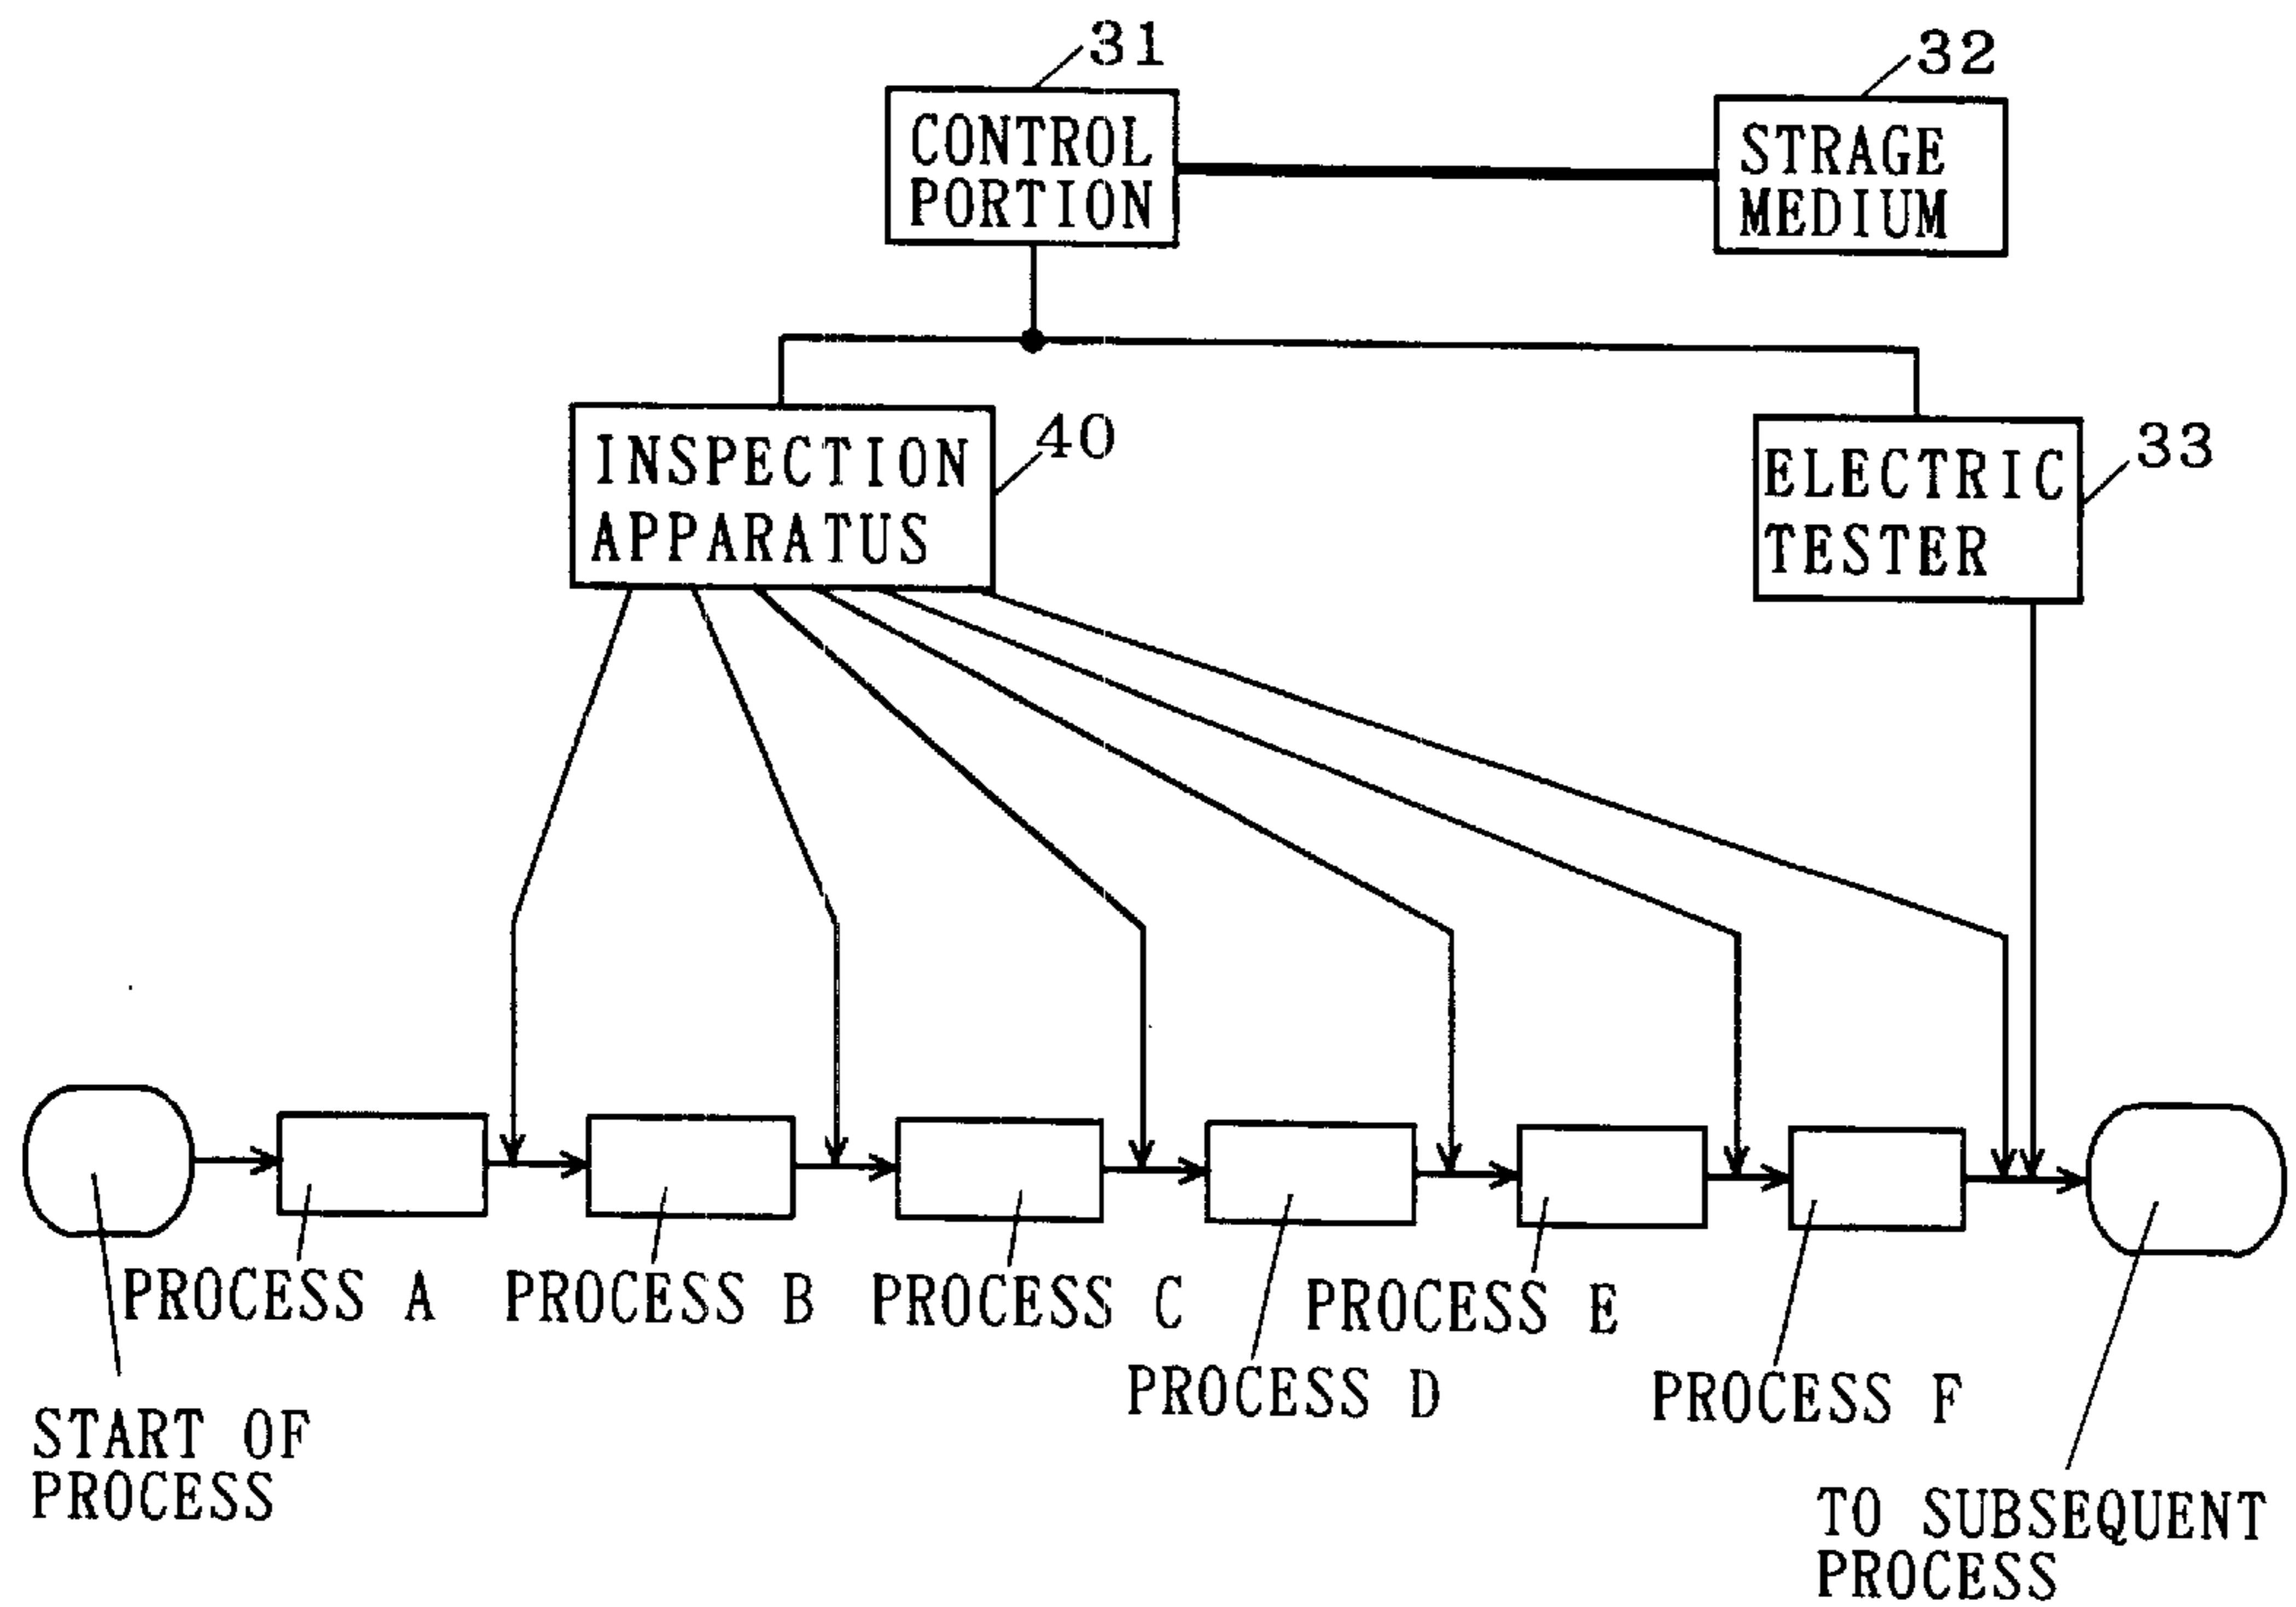 31
32
CONTROL
PORTION
STRAGE
MEDIUM
40
33
INSPECTION
APPARATUS
ELECTRIC
TESTER
PROCESS A
PROCESS B
PROCESS C
PROCESS E
PROCESS D
PROCESS F
START OF
PROCESS
TO SUBSEQUENT
PROCESS